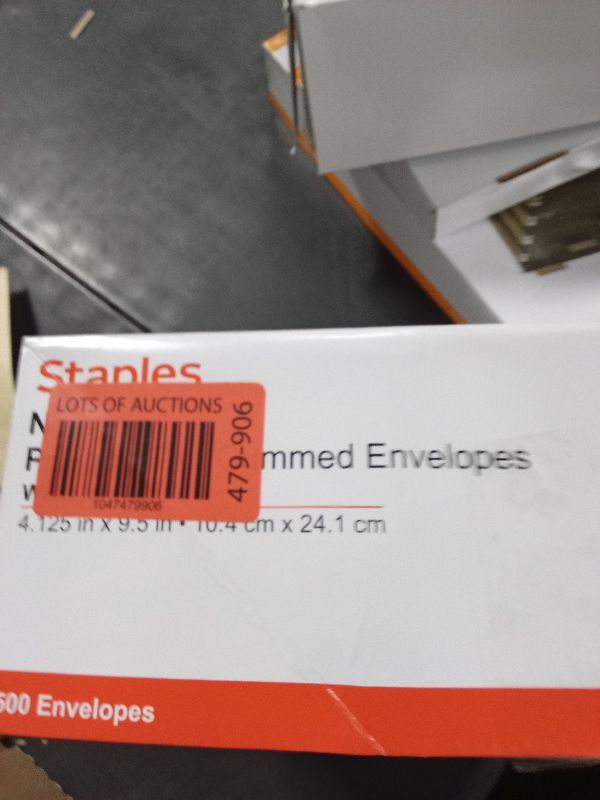 Staples
LOTS OF AUCTIONS
1047479906
479-906
N
mmed Envelopes
4.125 in x 9.5 in • 10.4 cm x 24.1 cm
500 Envelopes